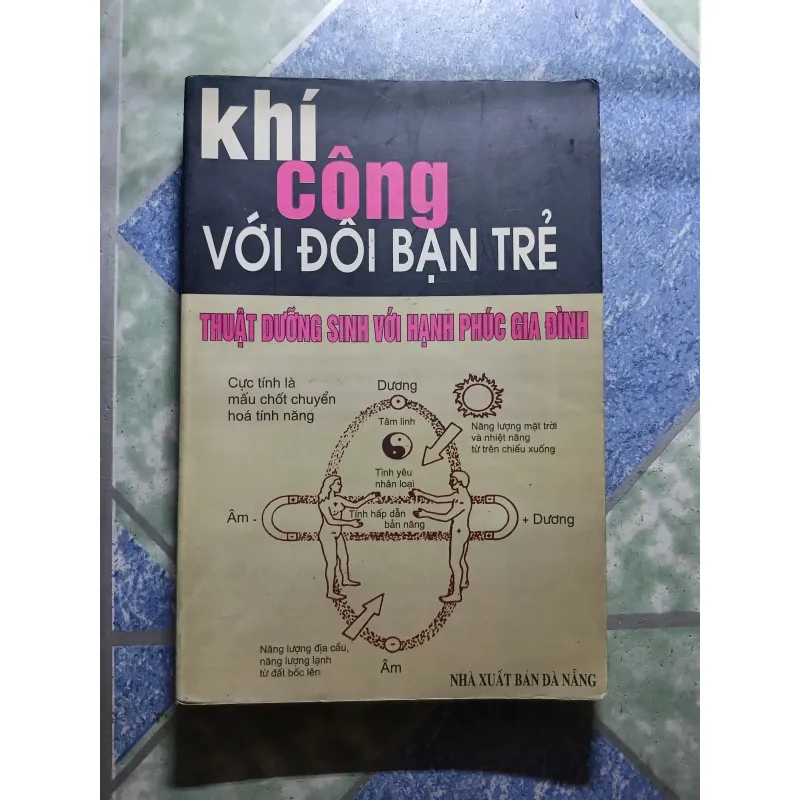 khí
công
VỚI ĐÔI BẠN TRẺ
THUẬT DƯỠNG SINH VỚI HẠNH PHÚC GIA ĐÌNH
Cực tính là
mấu chốt chuyển
hoá tính năng
Dương
+
Tâm linh
Năng lượng mặt trời
và nhiệt năng
từ trên chiếu xuống
Tình yêu
nhân loại
Tính hấp dẫn
bản năng
Âm -
+ Dương
Năng lượng địa cầu,
năng lượng lạnh
từ đất bốc lên
-
Âm
NHÀ XUẤT BẢN ĐÀ NẴNG